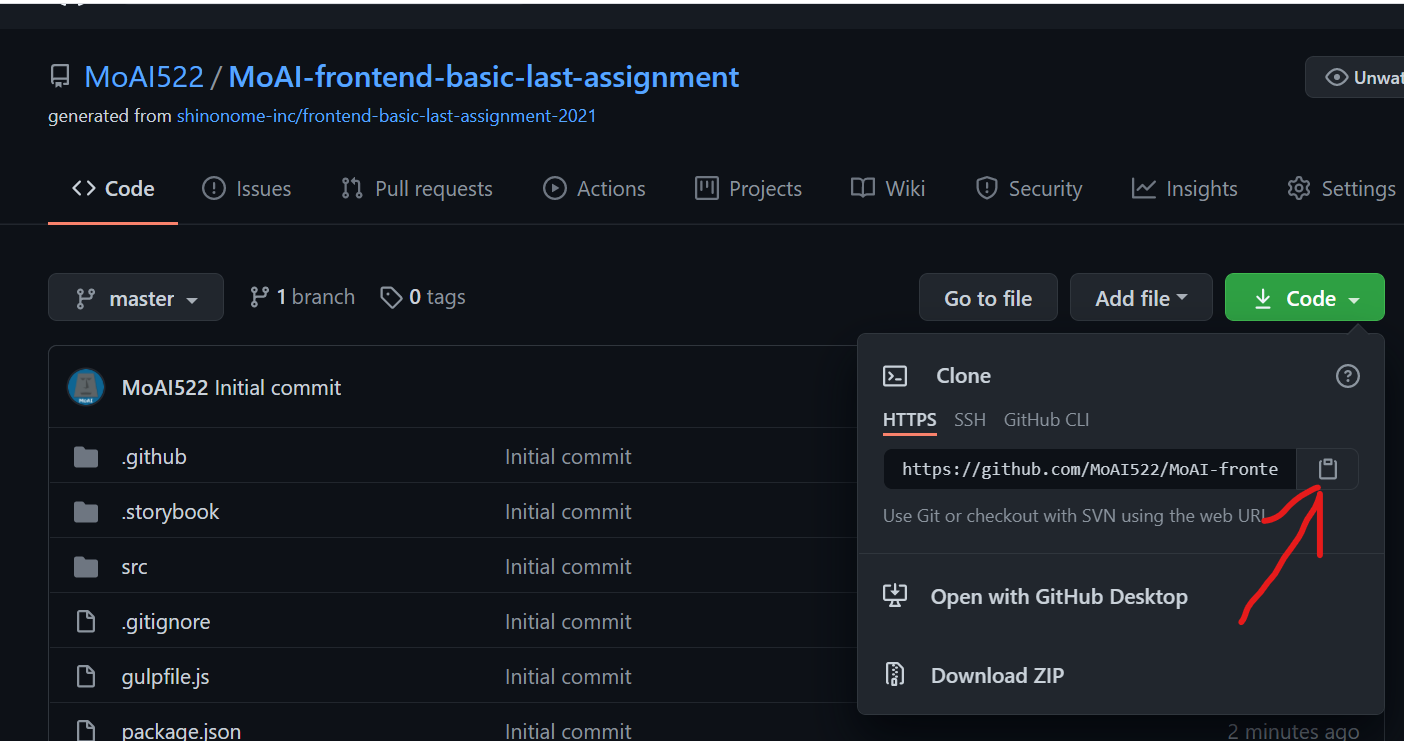 MoAI522 / MoAI-frontend-basic-last-assignment
Unwat
generated from shinonome-inc/frontend-basic-last-assignment-2021
Code Issues Pull requests Actions Projects Wiki Security Insights Settings
master 1 branch 0 tags Go to file Add file Code
MoAI522 Initial commit
Clone
HTTPS SSH GitHub CLI
.github Initial commit
https://github.com/MoAI522/MoAI-fronte
.storybook Initial commit
Use Git or checkout with SVN using the web URL
src Initial commit
Open with GitHub Desktop
.gitignore Initial commit
gulpfile.js Initial commit
Download ZIP
package.json Initial commit 2 minutes ago